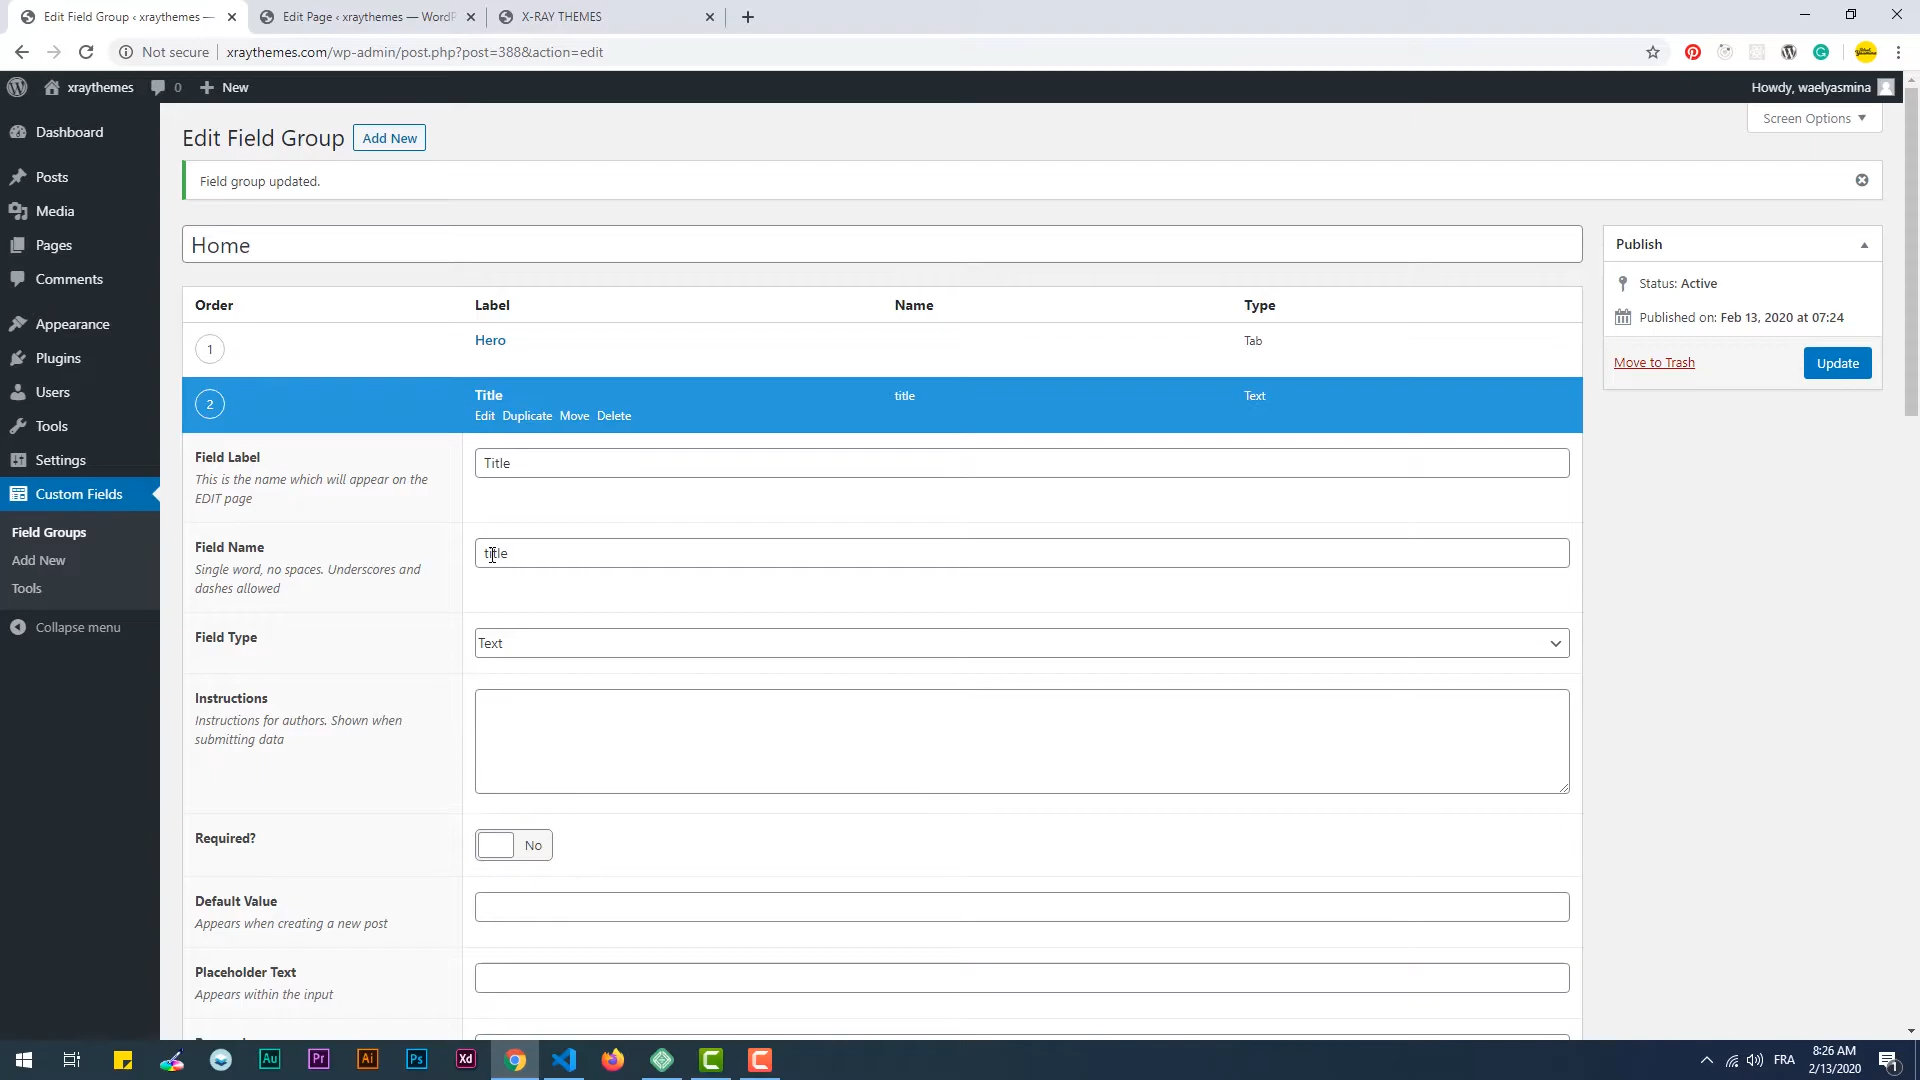 Edit Field Group ‹ xraythemes —
Edit Page ‹ xraythemes — WordP
X-RAY THEMES
Not secure
xraythemes.com/wp-admin/post.php?post=388&action=edit
xraythemes
0
New
Howdy, waelyasmina
Dashboard
Posts
Media
Pages
Comments
Appearance
Plugins
Users
Tools
Settings
Custom Fields
Field Groups
Add New
Tools
Collapse menu
Edit Field Group
Add New
Screen Options
Field group updated.
Home
Order
Label
Name
Type
1
Hero
Tab
2
Title
title
Text
Edit Duplicate Move Delete
Field Label
This is the name which will appear on the
EDIT page
Title
Field Name
Single word, no spaces. Underscores and
dashes allowed
title
Field Type
Text
Instructions
Instructions for authors. Shown when
submitting data
Required?
No
Default Value
Appears when creating a new post
Placeholder Text
Appears within the input
Publish
Status: Active
Published on: Feb 13, 2020 at 07:24
Move to Trash
Update
Au
Pr
Ai
Ps
Xd
FRA
8:26 AM
2/13/2020
1